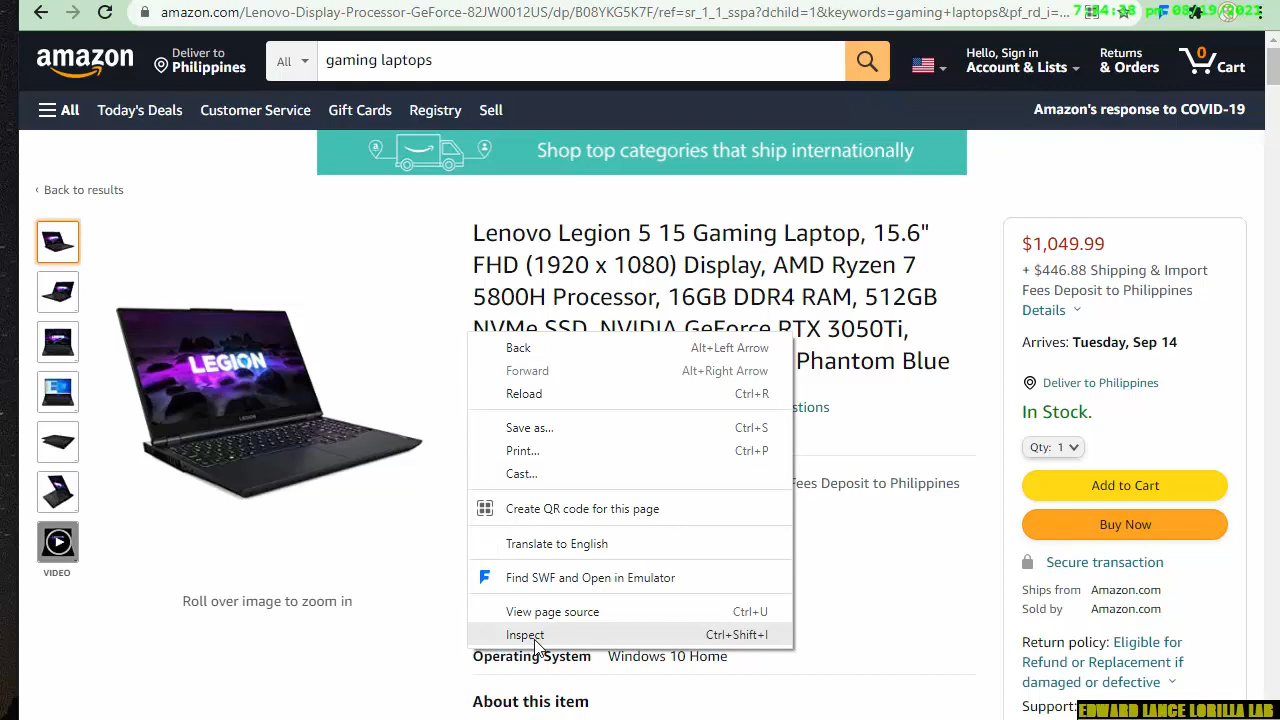 amazon.com/Lenovo-Display-Processor-GeForce-82JW0012US/dp/B08YKG5K7F/ref=sr_1_1_sspa?dchild=1&keywords=gaming+laptops&pf_rd_i=...
08/19/2021
amazon
Deliver to
Philippines
All
gaming laptops
Hello, Sign in
Account & Lists
Returns
& Orders
0
Cart
All
Today's Deals
Customer Service
Gift Cards
Registry
Sell
Amazon's response to COVID-19
Shop top categories that ship internationally
‹ Back to results
Lenovo Legion 5 15 Gaming Laptop, 15.6"
FHD (1920 x 1080) Display, AMD Ryzen 7
5800H Processor, 16GB DDR4 RAM, 512GB
NVMe SSD, NVIDIA GeForce RTX 3050Ti,
Phantom Blue
stions
Fees Deposit to Philippines
LEGION
LEGION
VIDEO
Roll over image to zoom in
Back Alt+Left Arrow
Forward Alt+Right Arrow
Reload Ctrl+R
Save as... Ctrl+S
Print... Ctrl+P
Cast...
Create QR code for this page
Translate to English
Find SWF and Open in Emulator
View page source Ctrl+U
Inspect Ctrl+Shift+I
Operating System Windows 10 Home
About this item
$1,049.99
+ $446.88 Shipping & Import
Fees Deposit to Philippines
Details
Arrives: Tuesday, Sep 14
Deliver to Philippines
In Stock.
Qty: 1
Add to Cart
Buy Now
Secure transaction
Ships from Amazon.com
Sold by Amazon.com
Return policy: Eligible for
Refund or Replacement if
damaged or defective
Support:
EDWARD LANCE LORILLA LAB